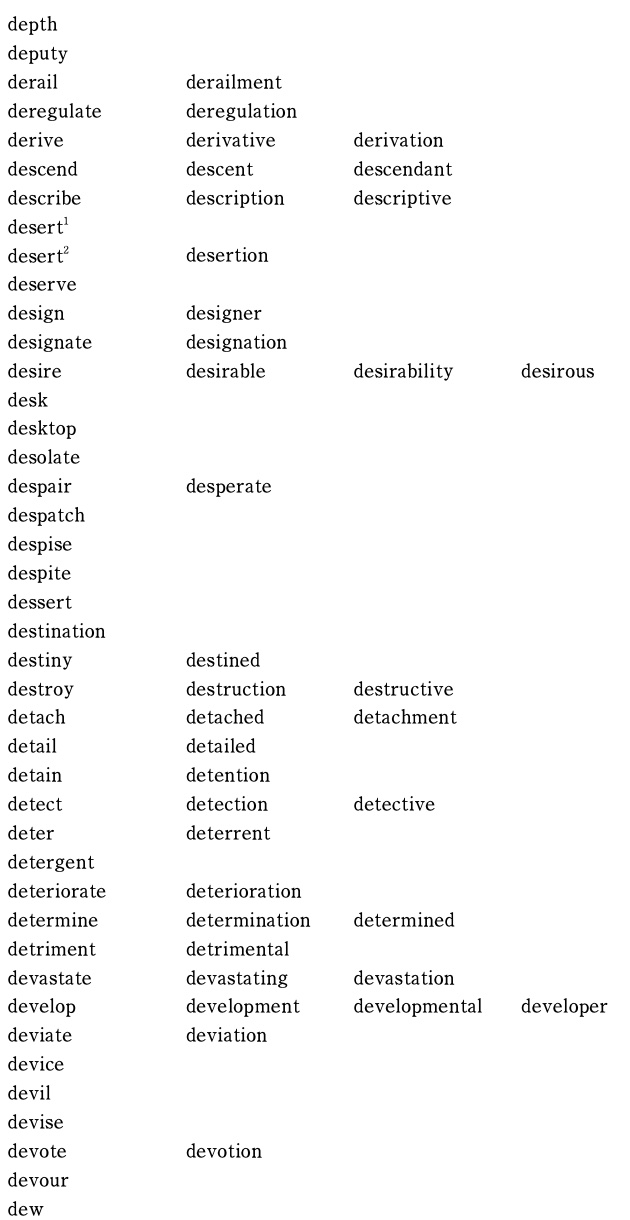 depth
deputy
derail derailment
deregulate deregulation
derive derivative derivation
descend descent descendant
describe description descriptive
desert¹
desert² desertion
deserve
design designer
designate designation
desire desirable desirability desirous
desk
desktop
desolate
despair desperate
despatch
despise
despite
dessert
destination
destiny destined
destroy destruction destructive
detach detached detachment
detail detailed
detain detention
detect detection detective
deter deterrent
detergent
deteriorate deterioration
determine determination determined
detriment detrimental
devastate devastating devastation
develop development developmental developer
deviate deviation
device
devil
devise
devote devotion
devour
dew